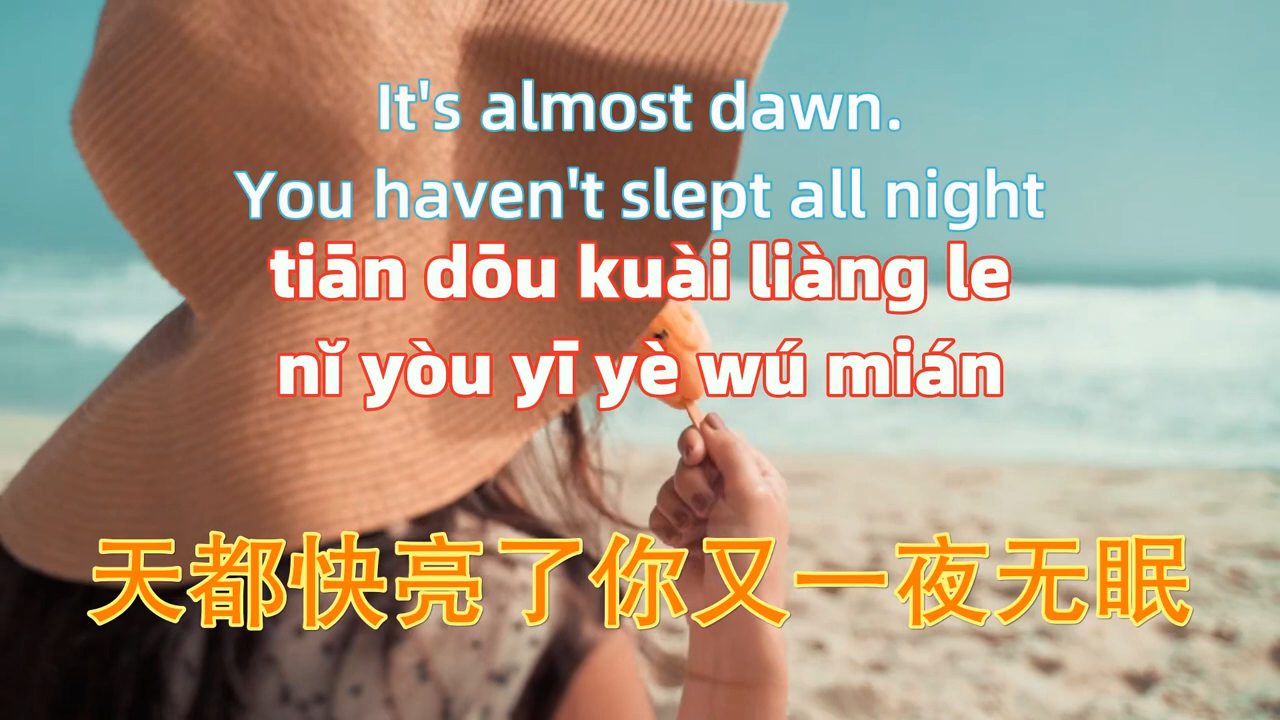 It's almost dawn.
You haven't slept all night
tiān dōu kuài liàng le
nǐ yòu yī yè wú mián
天都快亮了你又一夜无眠